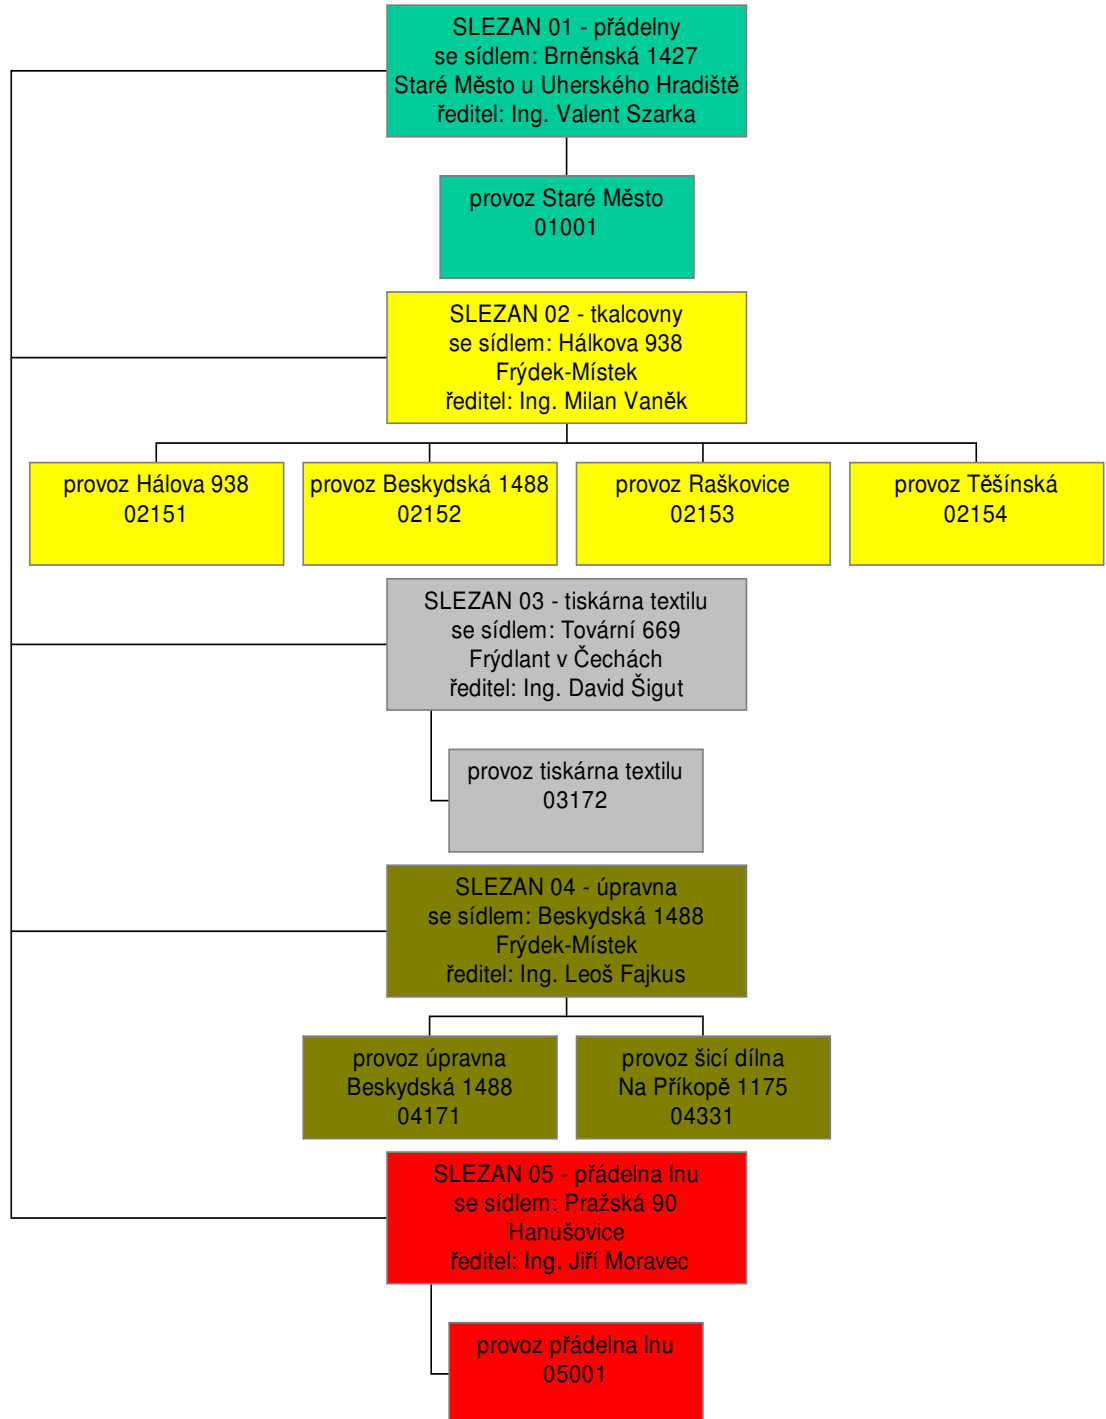 SLEZAN 01 - přádelny
se sídlem: Brněnská 1427
Staré Město u Uherského Hradiště
ředitel: Ing. Valent Szarka
provoz Staré Město
01001
SLEZAN 02 - tkalcovny
se sídlem: Hálkova 938
Frýdek-Místek
ředitel: Ing. Milan Vaněk
provoz Hálova 938
02151
provoz Beskydská 1488
02152
provoz Raškovice
02153
provoz Těšínská
02154
SLEZAN 03 - tiskárna textilu
se sídlem: Tovární 669
Frýdlant v Čechách
ředitel: Ing. David Šigut
provoz tiskárna textilu
03172
SLEZAN 04 - úpravna
se sídlem: Beskydská 1488
Frýdek-Místek
ředitel: Ing. Leoš Fajkus
provoz úpravna
Beskydská 1488
04171
provoz šicí dílna
Na Příkopě 1175
04331
SLEZAN 05 - přádelna lnu
se sídlem: Pražská 90
Hanušovice
ředitel: Ing. Jiří Moravec
provoz přádelna lnu
05001